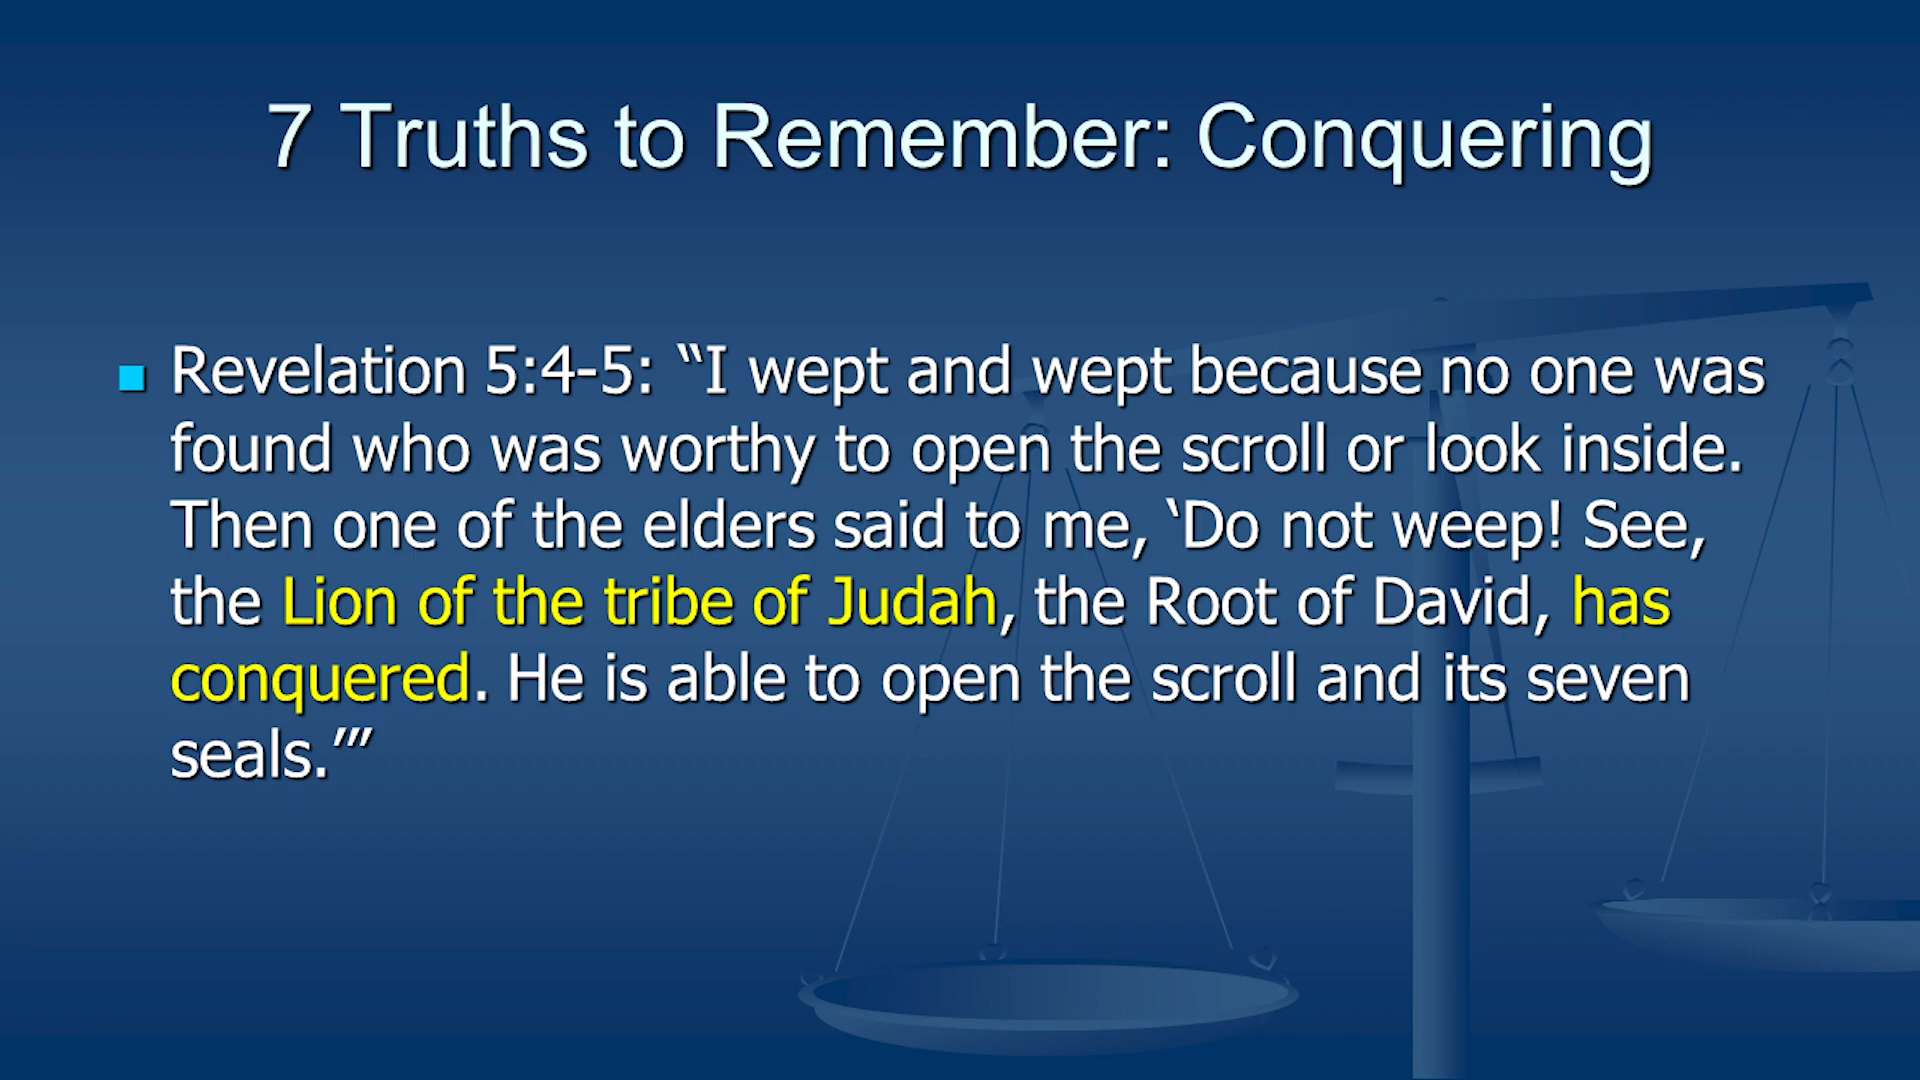 7 Truths to Remember: Conquering
Revelation 5:4-5: “I wept and wept because no one was
found who was worthy to open the scroll or look inside.
Then one of the elders said to me, ‘Do not weep! See,
the Lion of the tribe of Judah, the Root of David, has
conquered. He is able to open the scroll and its seven
seals.’”